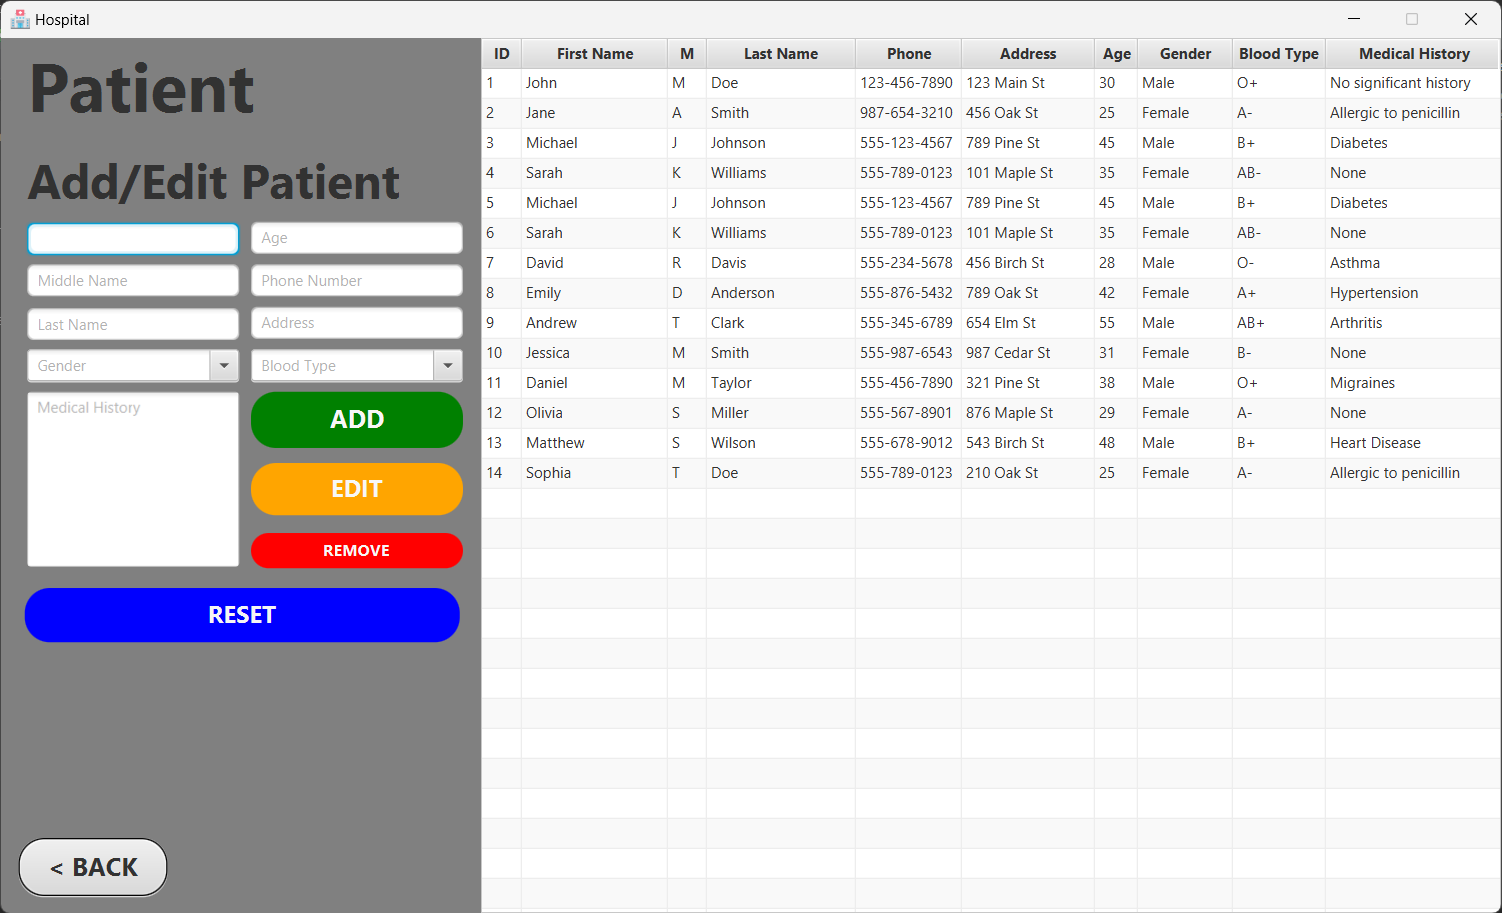 Hospital
Patient
Add/Edit Patient
Age
Middle Name
Phone Number
Last Name
Address
Gender
Blood Type
Medical History
ADD
EDIT
REMOVE
RESET
< BACK
ID First Name M Last Name Phone Address Age Gender Blood Type Medical History
1 John M Doe 123-456-7890 123 Main St 30 Male O+ No significant history
2 Jane A Smith 987-654-3210 456 Oak St 25 Female A- Allergic to penicillin
3 Michael J Johnson 555-123-4567 789 Pine St 45 Male B+ Diabetes
4 Sarah K Williams 555-789-0123 101 Maple St 35 Female AB- None
5 Michael J Johnson 555-123-4567 789 Pine St 45 Male B+ Diabetes
6 Sarah K Williams 555-789-0123 101 Maple St 35 Female AB- None
7 David R Davis 555-234-5678 456 Birch St 28 Male O- Asthma
8 Emily D Anderson 555-876-5432 789 Oak St 42 Female A+ Hypertension
9 Andrew T Clark 555-345-6789 654 Elm St 55 Male AB+ Arthritis
10 Jessica M Smith 555-987-6543 987 Cedar St 31 Female B- None
11 Daniel M Taylor 555-456-7890 321 Pine St 38 Male O+ Migraines
12 Olivia S Miller 555-567-8901 876 Maple St 29 Female A- None
13 Matthew S Wilson 555-678-9012 543 Birch St 48 Male B+ Heart Disease
14 Sophia T Doe 555-789-0123 210 Oak St 25 Female A- Allergic to penicillin